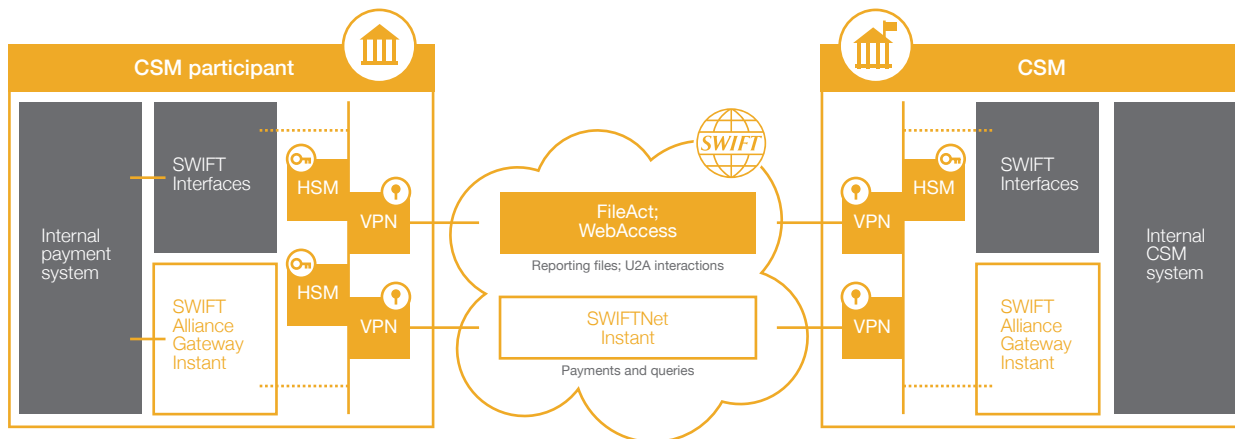 CSM participant
CSM
SWIFT
Interfaces
HSM
VPN
Internal
payment
system
HSM
VPN
SWIFT
Alliance
Gateway
Instant
SWIFT
FileAct;
WebAccess
Reporting files; U2A interactions
SWIFTNet
Instant
Payments and queries
VPN
HSM
SWIFT
Interfaces
VPN
SWIFT
Alliance
Gateway
Instant
Internal
CSM
system